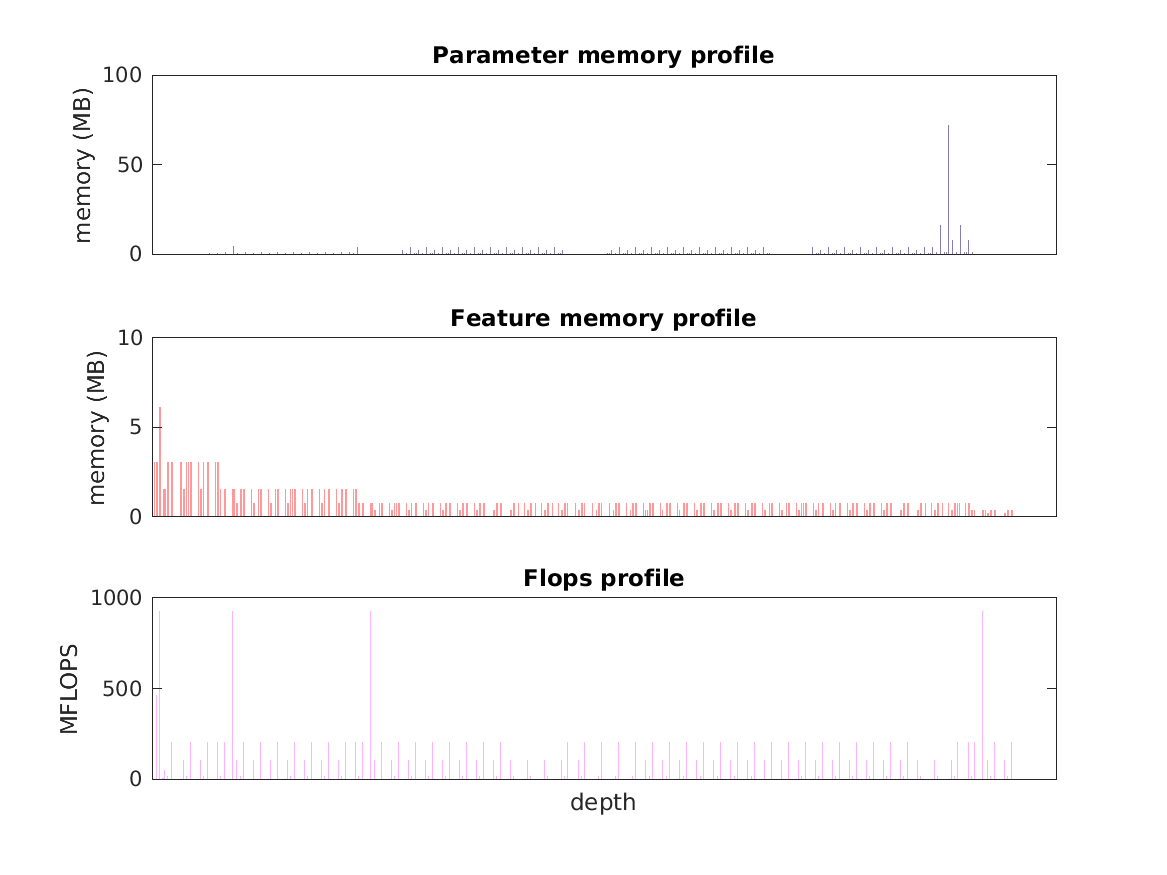 Parameter memory profile
100
50
0
memory (MB)
Feature memory profile
10
5
0
memory (MB)
Flops profile
1000
500
0
MFLOPS
depth